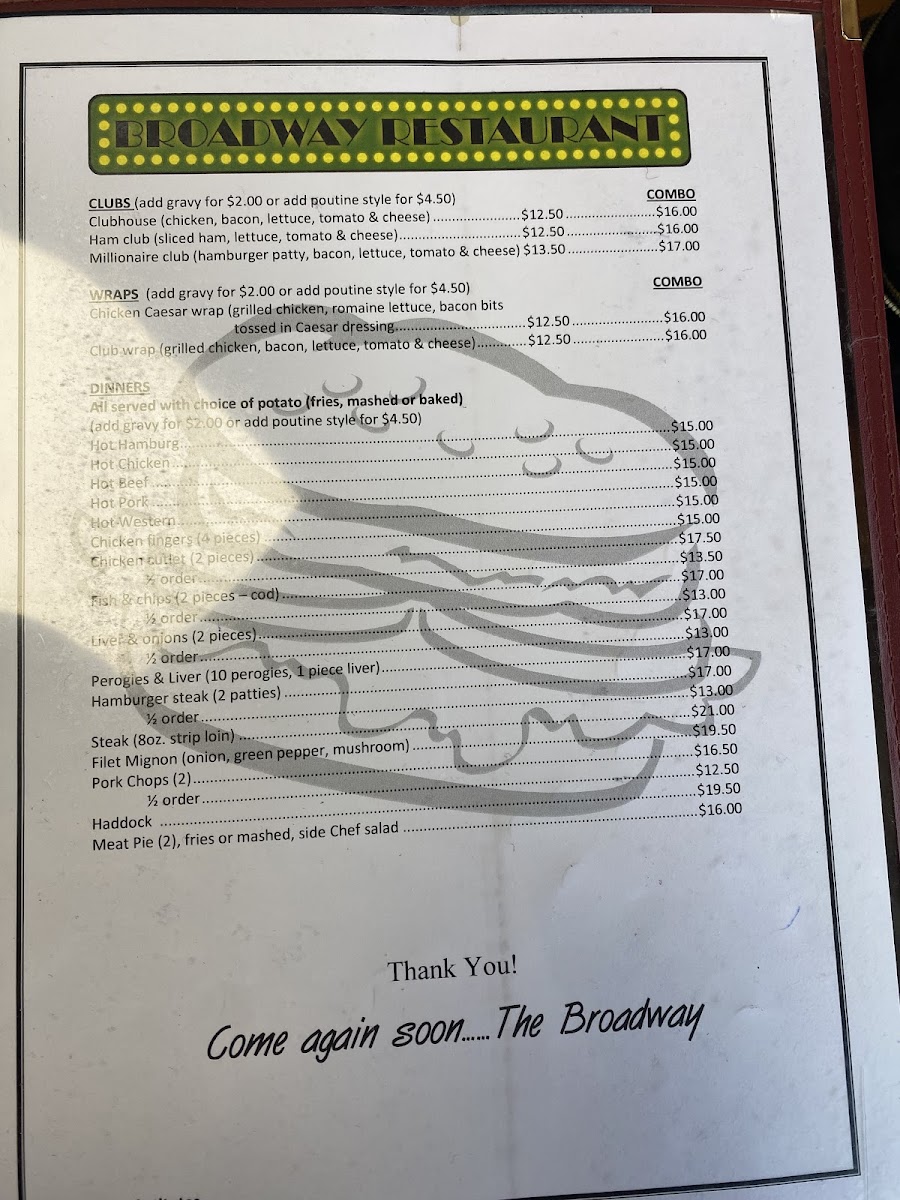 BROADWAY RESTAURANT
CLUBS (add gravy for $2.00 or add poutine style for $4.50) COMBO
Clubhouse (chicken, bacon, lettuce, tomato & cheese) ......................$12.50.......................$16.00
Ham club (sliced ham, lettuce, tomato & cheese)...............................$12.50.......................$16.00
Millionaire club (hamburger patty, bacon, lettuce, tomato & cheese) $13.50.......................$17.00
WRAPS (add gravy for $2.00 or add poutine style for $4.50) COMBO
Chicken Caesar wrap (grilled chicken, romaine lettuce, bacon bits
tossed in Caesar dressing.................................$12.50.......................$16.00
Club wrap (grilled chicken, bacon, lettuce, tomato & cheese)............$12.50.......................$16.00
DINNERS
All served with choice of potato (fries, mashed or baked)
(add gravy for $2.00 or add poutine style for $4.50)
Hot Hamburg..........$15.00
Hot Chicken..........$15.00
Hot Beef..........$15.00
Hot Pork..........$15.00
Hot Western..........$15.00
Chicken fingers (4 pieces)..........$15.00
Chicken cutlet (2 pieces)..........$17.50
½ order..........$13.50
Fish & chips (2 pieces – cod)..........$17.00
½ order..........$13.00
Liver & onions (2 pieces)..........$17.00
½ order..........$13.00
Perogies & Liver (10 perogies, 1 piece liver)..........$17.00
Hamburger steak (2 patties)..........$17.00
½ order..........$13.00
Steak (8oz. strip loin)..........$21.00
Filet Mignon (onion, green pepper, mushroom)..........$19.50
Pork Chops (2)..........$16.50
½ order..........$12.50
Haddock..........$19.50
Meat Pie (2), fries or mashed, side Chef salad..........$16.00
Thank You!
Come again soon......The Broadway